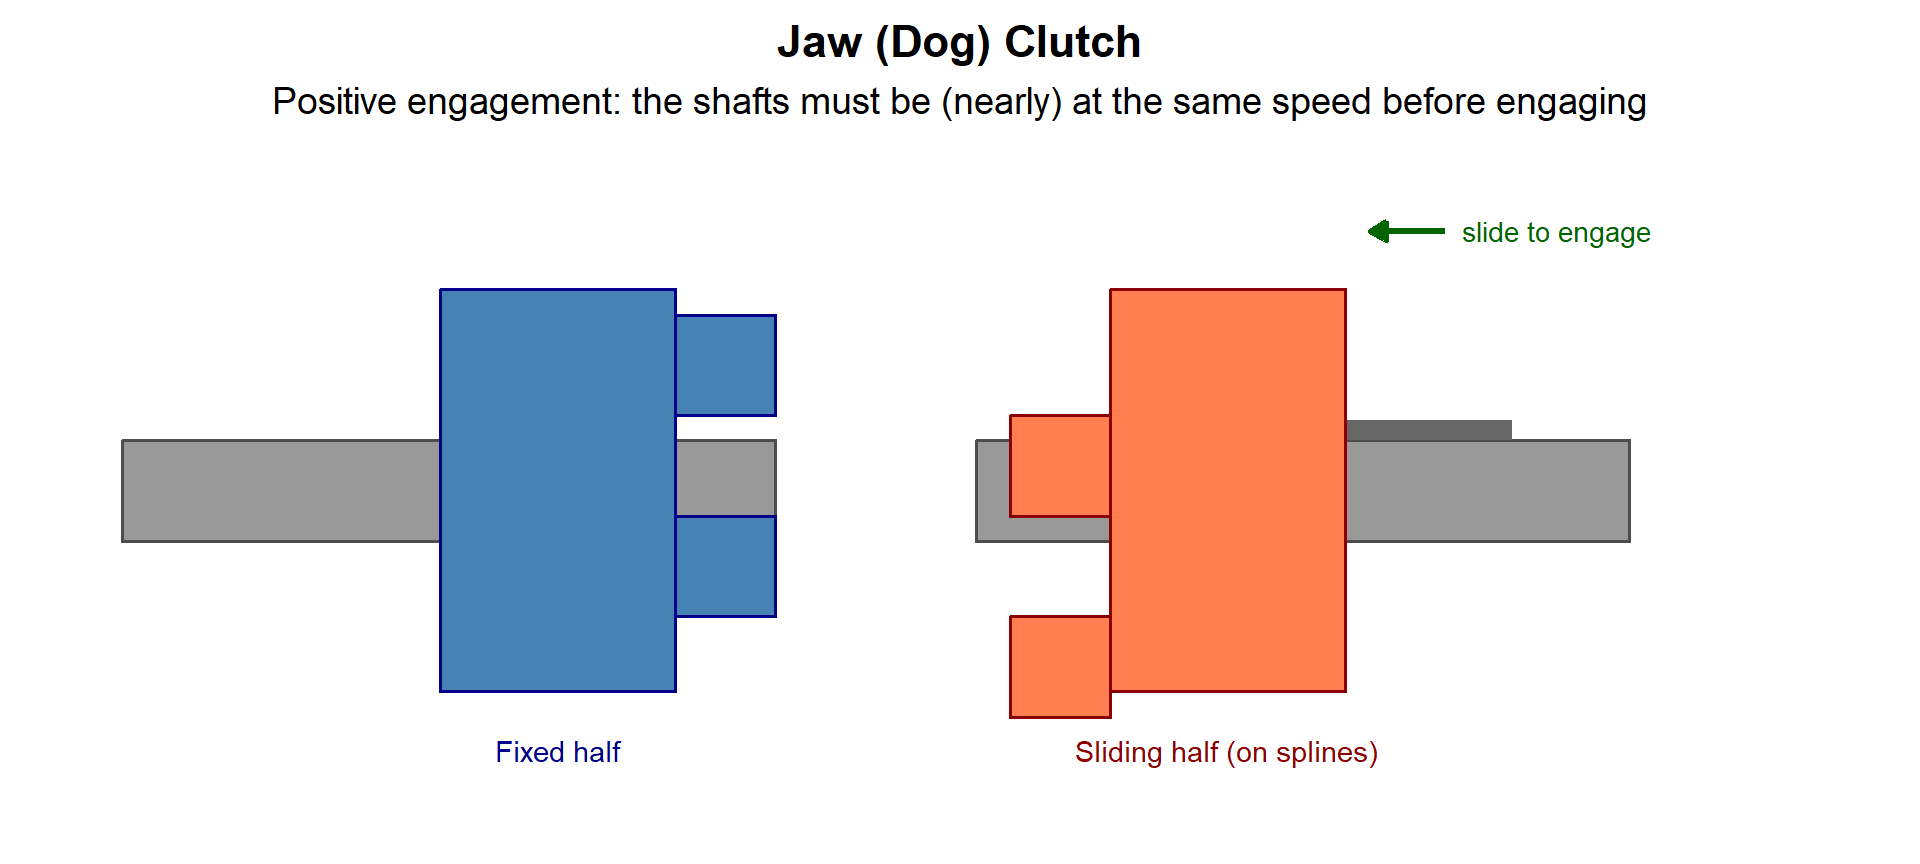 Jaw (Dog) Clutch
Positive engagement: the shafts must be (nearly) at the same speed before engaging
slide to engage
Fixed half
Sliding half (on splines)